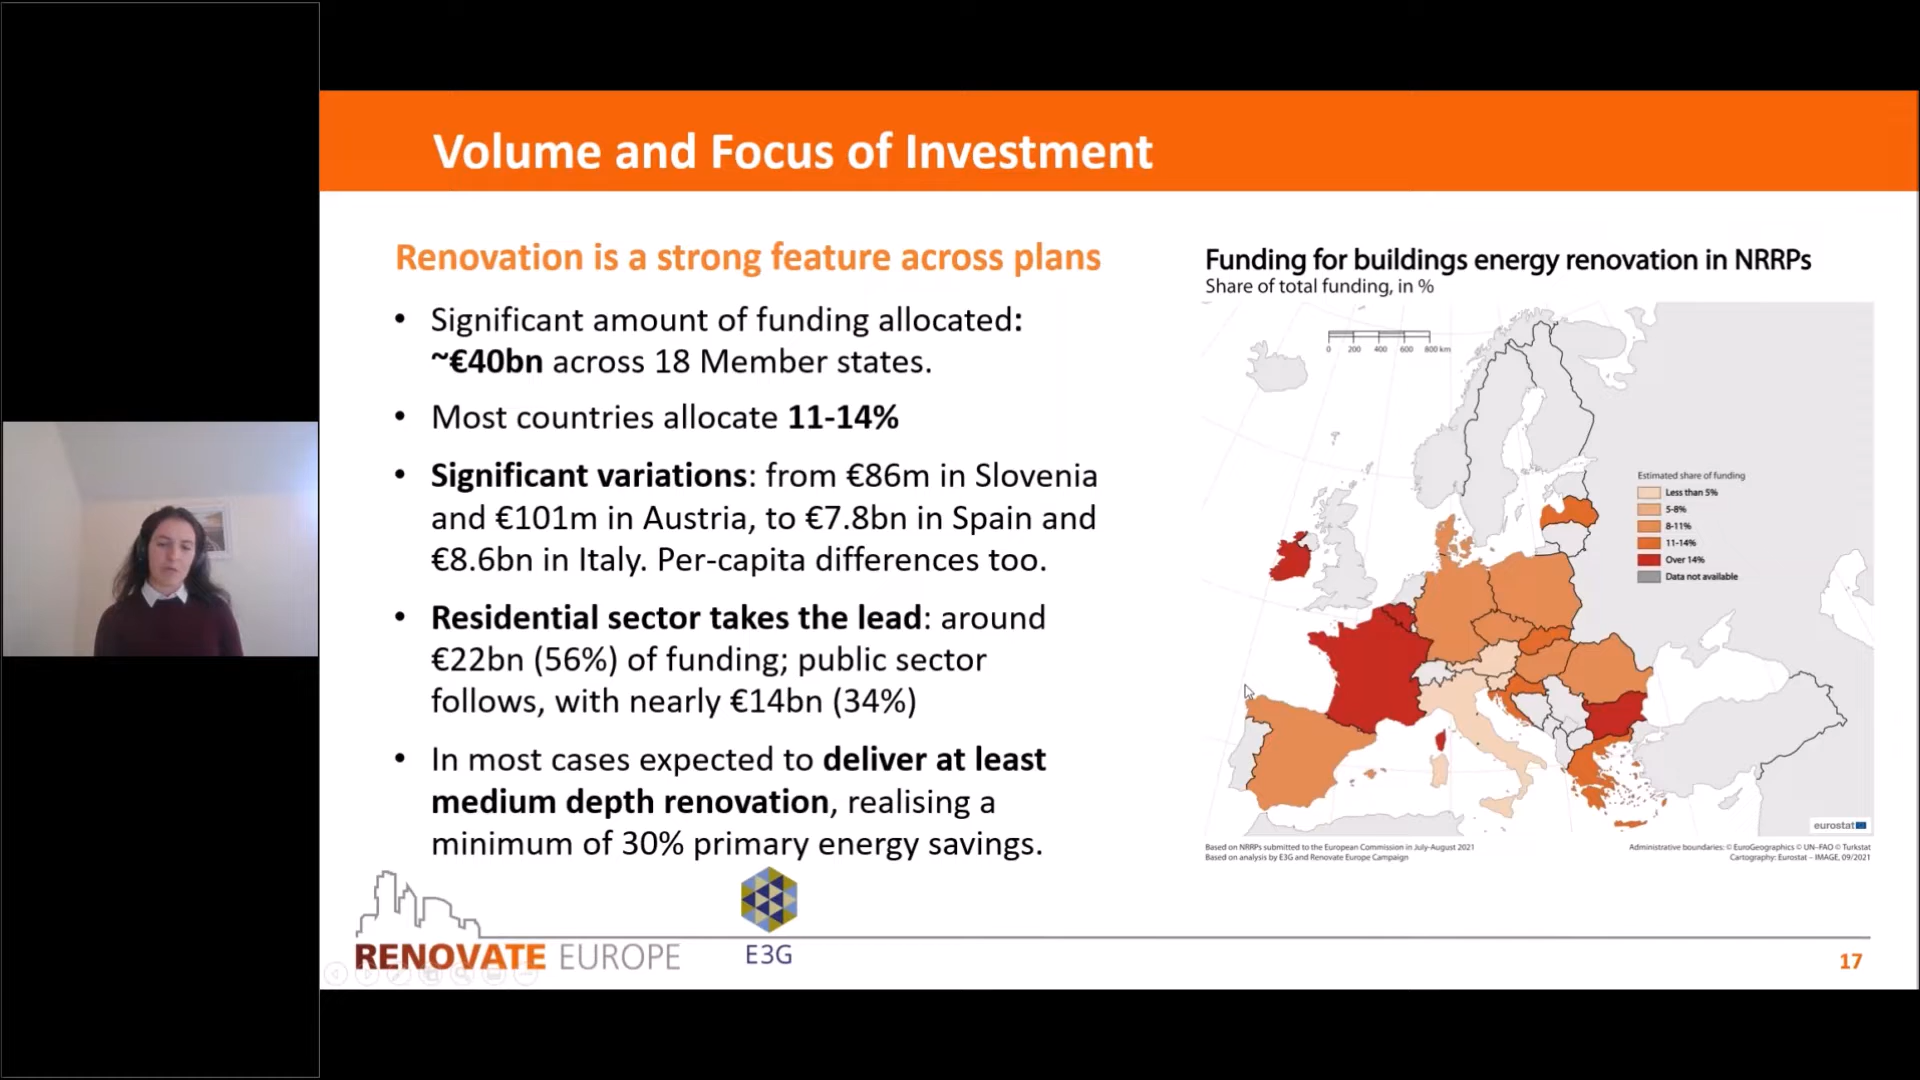 Volume and Focus of Investment
Renovation is a strong feature across plans
• Significant amount of funding allocated:
~€40bn across 18 Member states.
• Most countries allocate 11-14%
• Significant variations: from €86m in Slovenia
and €101m in Austria, to €7.8bn in Spain and
€8.6bn in Italy. Per-capita differences too.
• Residential sector takes the lead: around
€22bn (56%) of funding; public sector
follows, with nearly €14bn (34%)
• In most cases expected to deliver at least
medium depth renovation, realising a
minimum of 30% primary energy savings.
Funding for buildings energy renovation in NRRPs
Share of total funding, in %
0 200 400 600 800 km
Estimated share of funding
Less than 5%
5-8%
8-11%
11-14%
Over 14%
Data not available
eurostat
Based on NRRPs submitted to the European Commission in July-August 2021
Based on analysis by E3G and Renovate Europe Campaign
Administrative boundaries: © EuroGeographics © UN-FAO © Turkstat
Cartography: Eurostat – IMAGE, 09/2021
RENOVATE EUROPE
E3G
17